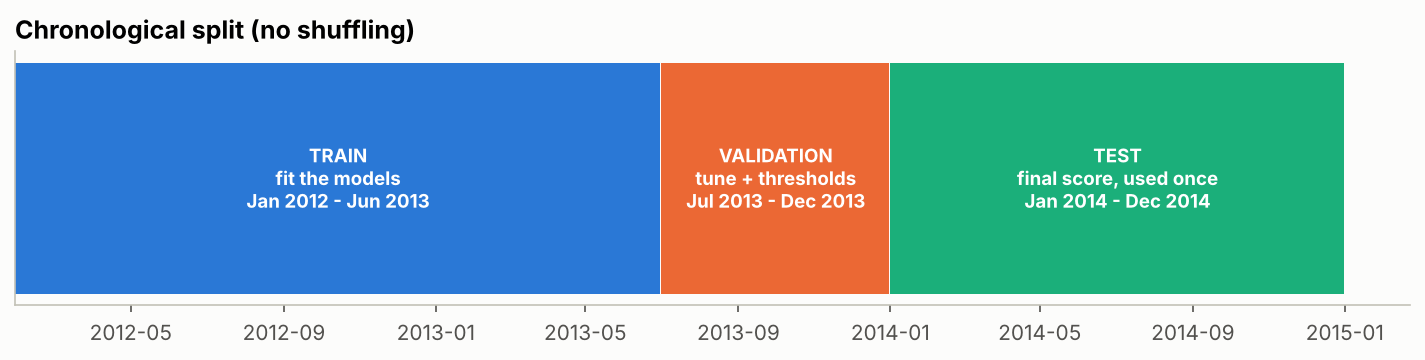 Chronological split (no shuffling)
TRAIN
fit the models
Jan 2012 - Jun 2013
VALIDATION
tune + thresholds
Jul 2013 - Dec 2013
TEST
final score, used once
Jan 2014 - Dec 2014
2012-05 2012-09 2013-01 2013-05 2013-09 2014-01 2014-05 2014-09 2015-01